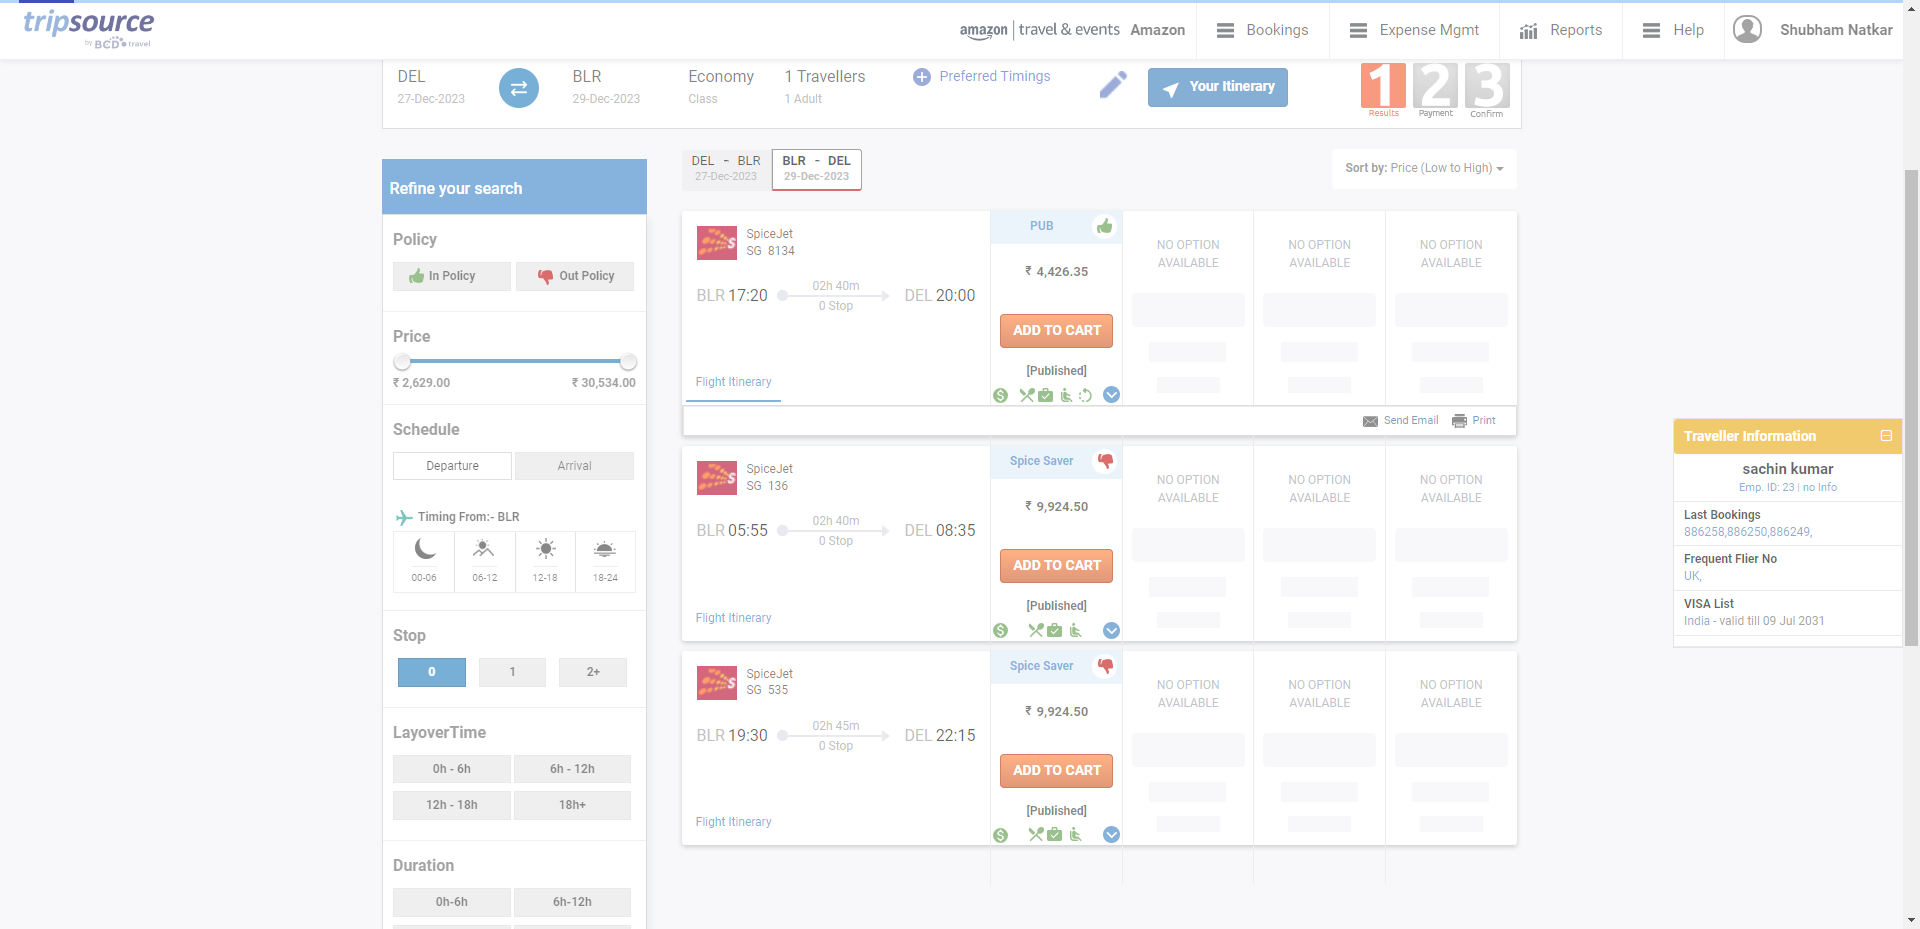 tripsource
by BCD travel
amazon | travel & events Amazon
Bookings
Expense Mgmt
Reports
Help
Shubham Natkar
DEL
27-Dec-2023
BLR
29-Dec-2023
Economy
Class
1 Travellers
1 Adult
Preferred Timings
Your Itinerary
1 Results
2 Payment
3 Confirm
Refine your search
Policy
In Policy
Out Policy
Price
₹ 2,629.00
₹ 30,534.00
Schedule
Departure
Arrival
Timing From:- BLR
00-06
06-12
12-18
18-24
Stop
0
1
2+
LayoverTime
0h - 6h
6h - 12h
12h - 18h
18h+
Duration
0h-6h
6h-12h
DEL - BLR
27-Dec-2023
BLR - DEL
29-Dec-2023
Sort by: Price (Low to High)
SpiceJet
SG 8134
BLR 17:20
02h 40m
0 Stop
DEL 20:00
Flight Itinerary
PUB
₹ 4,426.35
ADD TO CART
[Published]
NO OPTION
AVAILABLE
NO OPTION
AVAILABLE
NO OPTION
AVAILABLE
Send Email
Print
SpiceJet
SG 136
BLR 05:55
02h 40m
0 Stop
DEL 08:35
Flight Itinerary
Spice Saver
₹ 9,924.50
ADD TO CART
[Published]
NO OPTION
AVAILABLE
NO OPTION
AVAILABLE
NO OPTION
AVAILABLE
SpiceJet
SG 535
BLR 19:30
02h 45m
0 Stop
DEL 22:15
Flight Itinerary
Spice Saver
₹ 9,924.50
ADD TO CART
[Published]
NO OPTION
AVAILABLE
NO OPTION
AVAILABLE
NO OPTION
AVAILABLE
Traveller Information
sachin kumar
Emp. ID: 23 | no Info
Last Bookings
886258,886250,886249,
Frequent Flier No
UK,
VISA List
India - valid till 09 Jul 2031